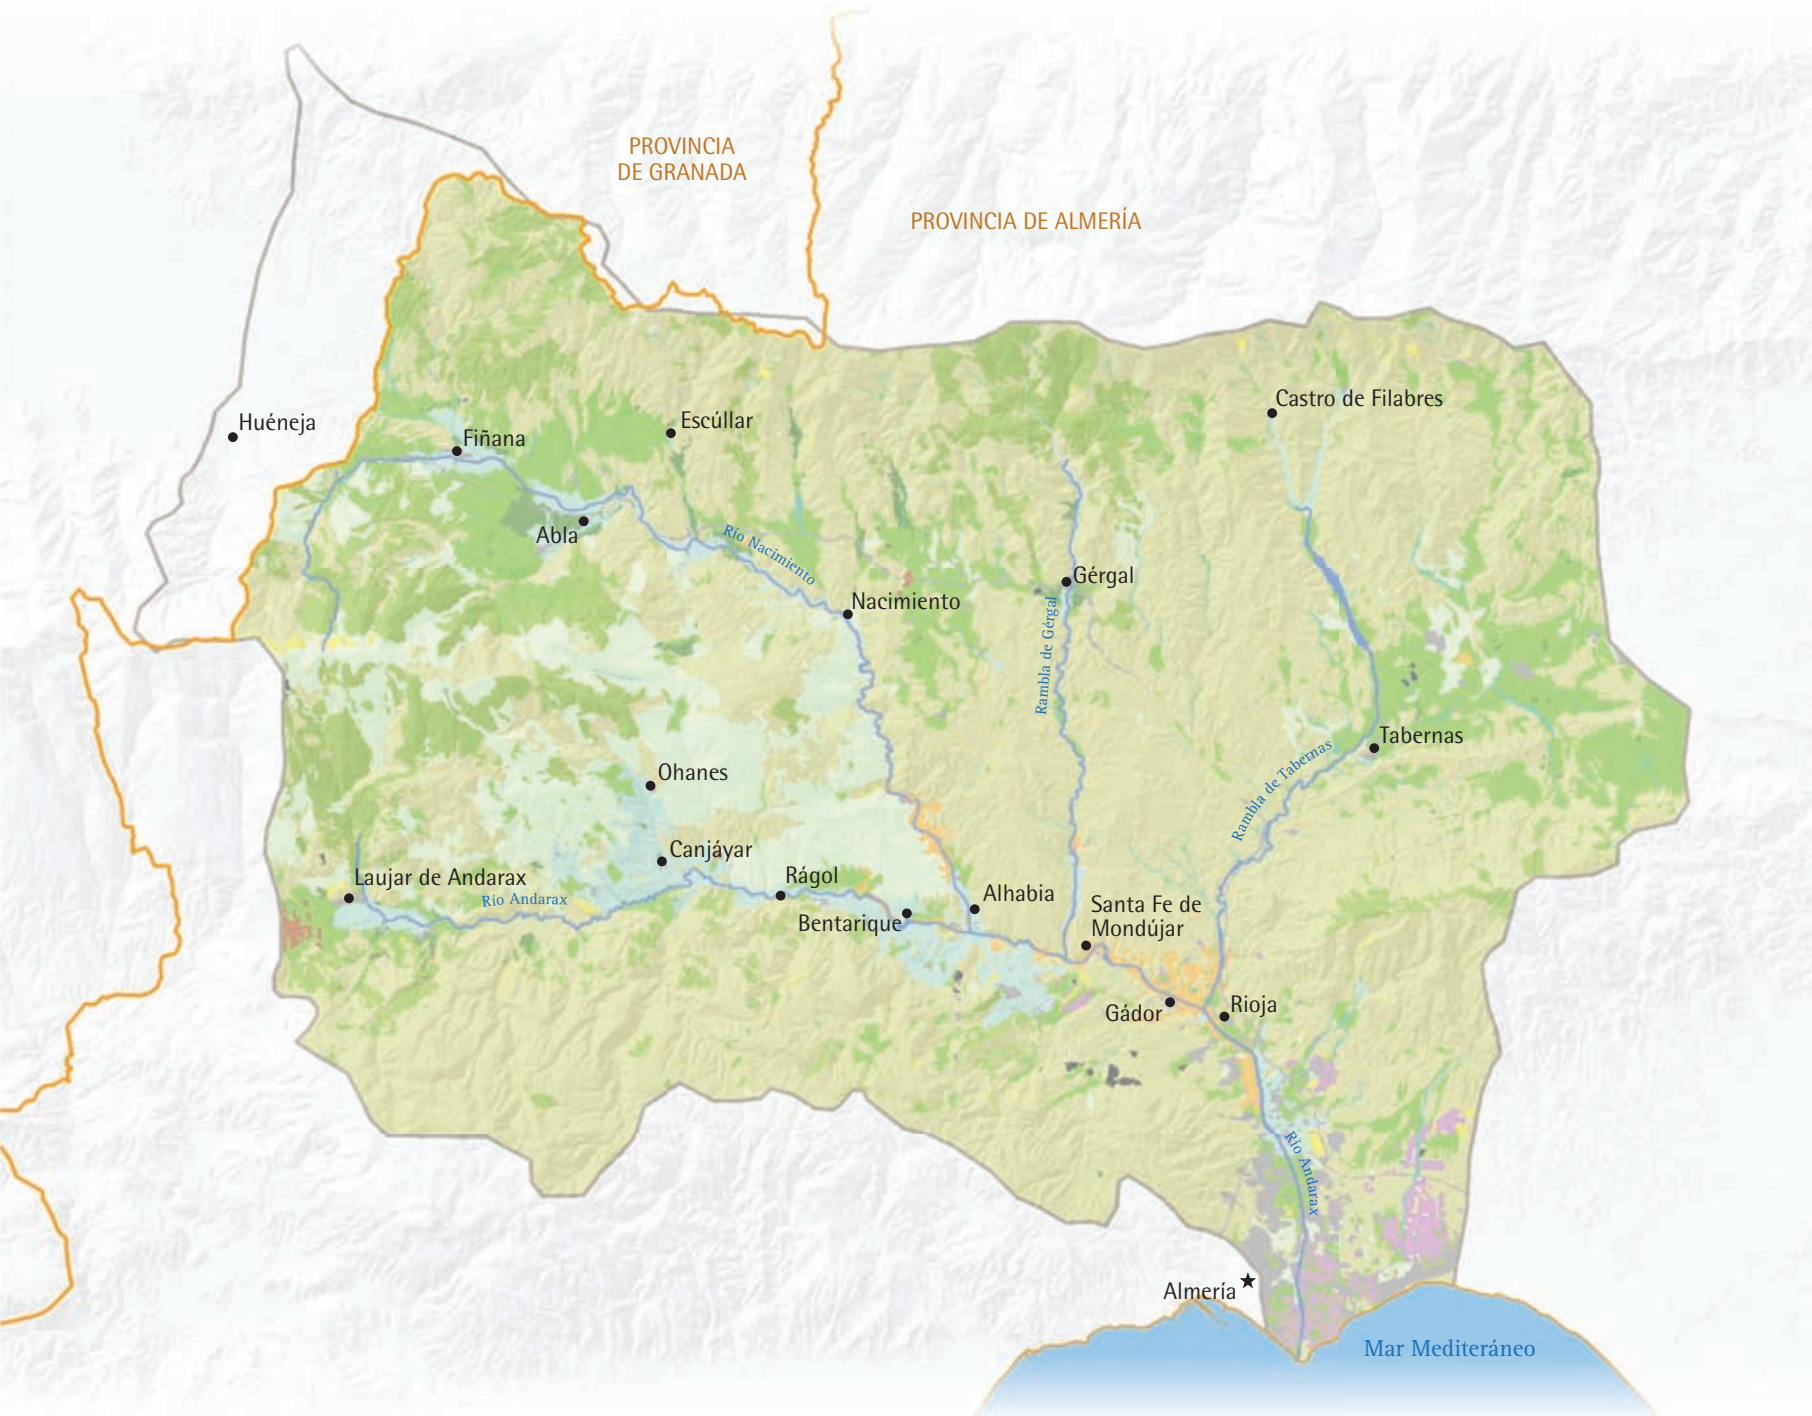 PROVINCIA
DE GRANADA
PROVINCIA DE ALMERÍA
Castro de Filabres
Huéneja
Escúllar
Fiñana
Abla
Río Nacimiento
Gérgal
Nacimiento
Rambla de Gérgal
Tabernas
Rambla de Tabernas
Ohanes
Canjáyar
Laujar de Andarax
Rágol
Río Andarax
Alhabia
Bentarique
Santa Fe de
Mondújar
Gádor
Rioja
Río Andarax
Almería
Mar Mediteráneo